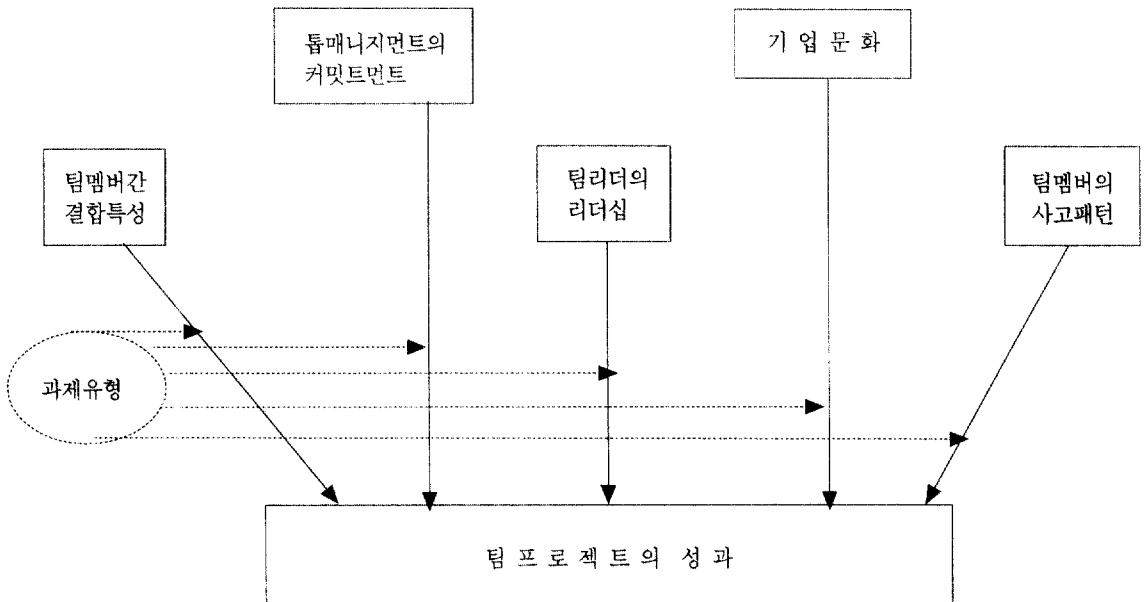 톱매니지먼트의
커밋트먼트
기 업 문 화
팀멤버간
결합특성
팀리더의
리더십
팀멤버의
사고패턴
과제유형
팀 프 로 젝 트 의 성 과